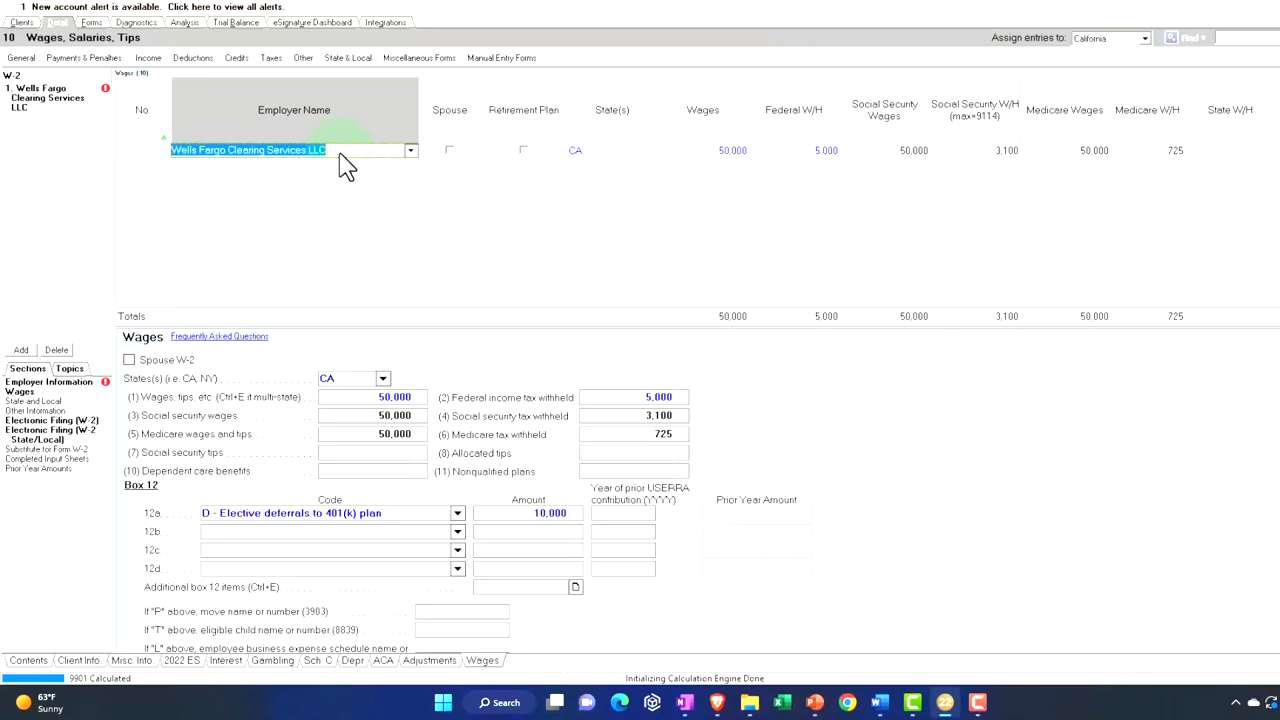 1 New account alert is available. Click here to view all alerts.
Clients Forms Diagnostics Analysis Trial Balance eSignature Dashboard Integrations
10 Wages, Salaries, Tips Assign entries to: California Find
General Payments & Penalties Income Deductions Credits Taxes Other State & Local Miscellaneous Forms Manual Entry Forms
W-2 Wages (10)
1. Wells Fargo Clearing Services LLC
No. Employer Name Spouse Retirement Plan State(s) Wages Federal W/H Social Security Wages Social Security W/H (max=9114) Medicare Wages Medicare W/H State W/H
Wells Fargo Clearing Services LLC CA 50,000 5,000 50,000 3,100 50,000 725
Totals 50,000 5,000 50,000 3,100 50,000 725
Wages Frequently Asked Questions
Add Delete
Spouse W-2
Sections Topics
Employer Information
Wages
State and Local
Other Information
Electronic Filing (W-2)
Electronic Filing (W-2
State/Local)
Substitute for Form W-2
Completed Input Sheets
Prior Year Amounts
States(s) (i.e. CA, NY) CA
(1) Wages, tips, etc. (Ctrl+E if multi-state) 50,000 (2) Federal income tax withheld 5,000
(3) Social security wages 50,000 (4) Social security tax withheld 3,100
(5) Medicare wages and tips 50,000 (6) Medicare tax withheld 725
(7) Social security tips (8) Allocated tips
(10) Dependent care benefits (11) Nonqualified plans
Box 12
Code Amount Year of prior USERRA contribution (YYYY) Prior Year Amount
12a. D - Elective deferrals to 401(k) plan 10,000
12b.
12c.
12d.
Additional box 12 items (Ctrl+E)
If "P" above, move name or number (3903)
If "T" above, eligible child name or number (8839)
If "L" above, employee business expense schedule name or
Contents Client Info. Misc. Info. 2022 ES Interest Gambling Sch. C Depr ACA Adjustments Wages
9901 Calculated Initializing Calculation Engine Done
63°F
Sunny
Search
22